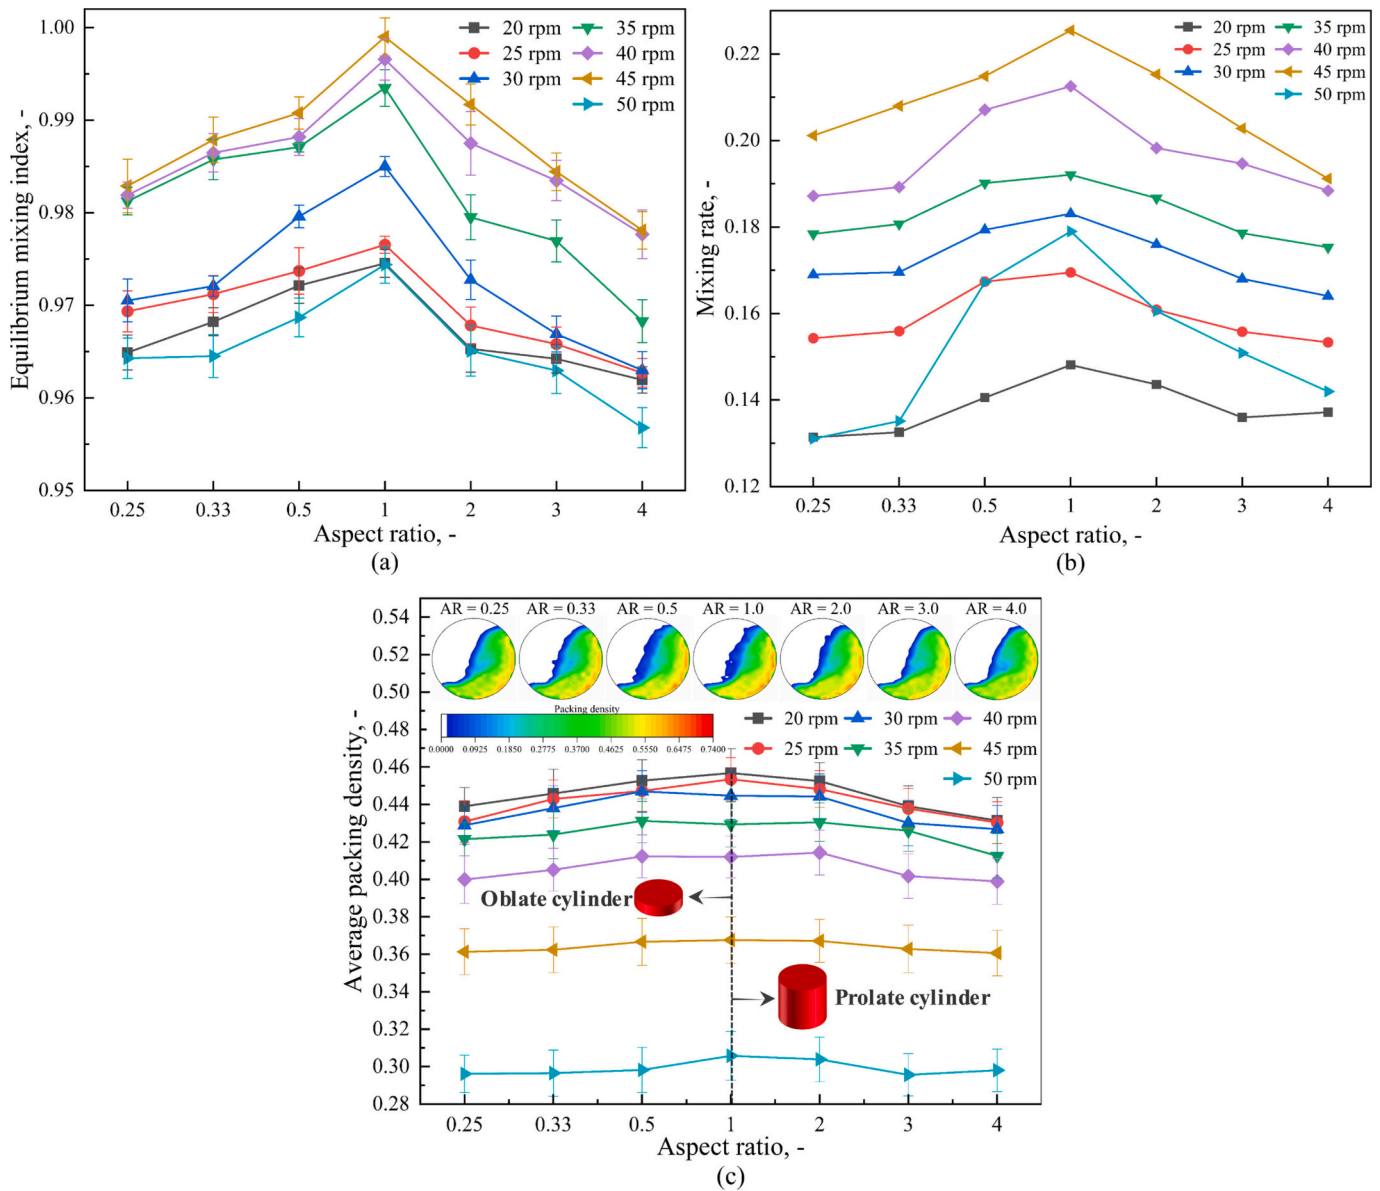 1.00
0.99
0.98
0.97
0.96
0.95
Equilibrium mixing index, -
20 rpm
25 rpm
30 rpm
35 rpm
40 rpm
45 rpm
50 rpm
0.25 0.33 0.5 1 2 3 4
Aspect ratio, -
(a)
0.22
0.20
0.18
0.16
0.14
0.12
Mixing rate, -
20 rpm
25 rpm
30 rpm
35 rpm
40 rpm
45 rpm
50 rpm
0.25 0.33 0.5 1 2 3 4
Aspect ratio, -
(b)
0.54
0.52
0.50
0.48
0.46
0.44
0.42
0.40
0.38
0.36
0.34
0.32
0.30
0.28
Average packing density, -
AR = 0.25 AR = 0.33 AR = 0.5 AR = 1.0 AR = 2.0 AR = 3.0 AR = 4.0
Packing density
0.0000 0.0925 0.1850 0.2775 0.3700 0.4625 0.5550 0.6475 0.7400
20 rpm 30 rpm 40 rpm
25 rpm 35 rpm 45 rpm
50 rpm
Oblate cylinder
Prolate cylinder
0.25 0.33 0.5 1 2 3 4
Aspect ratio, -
(c)